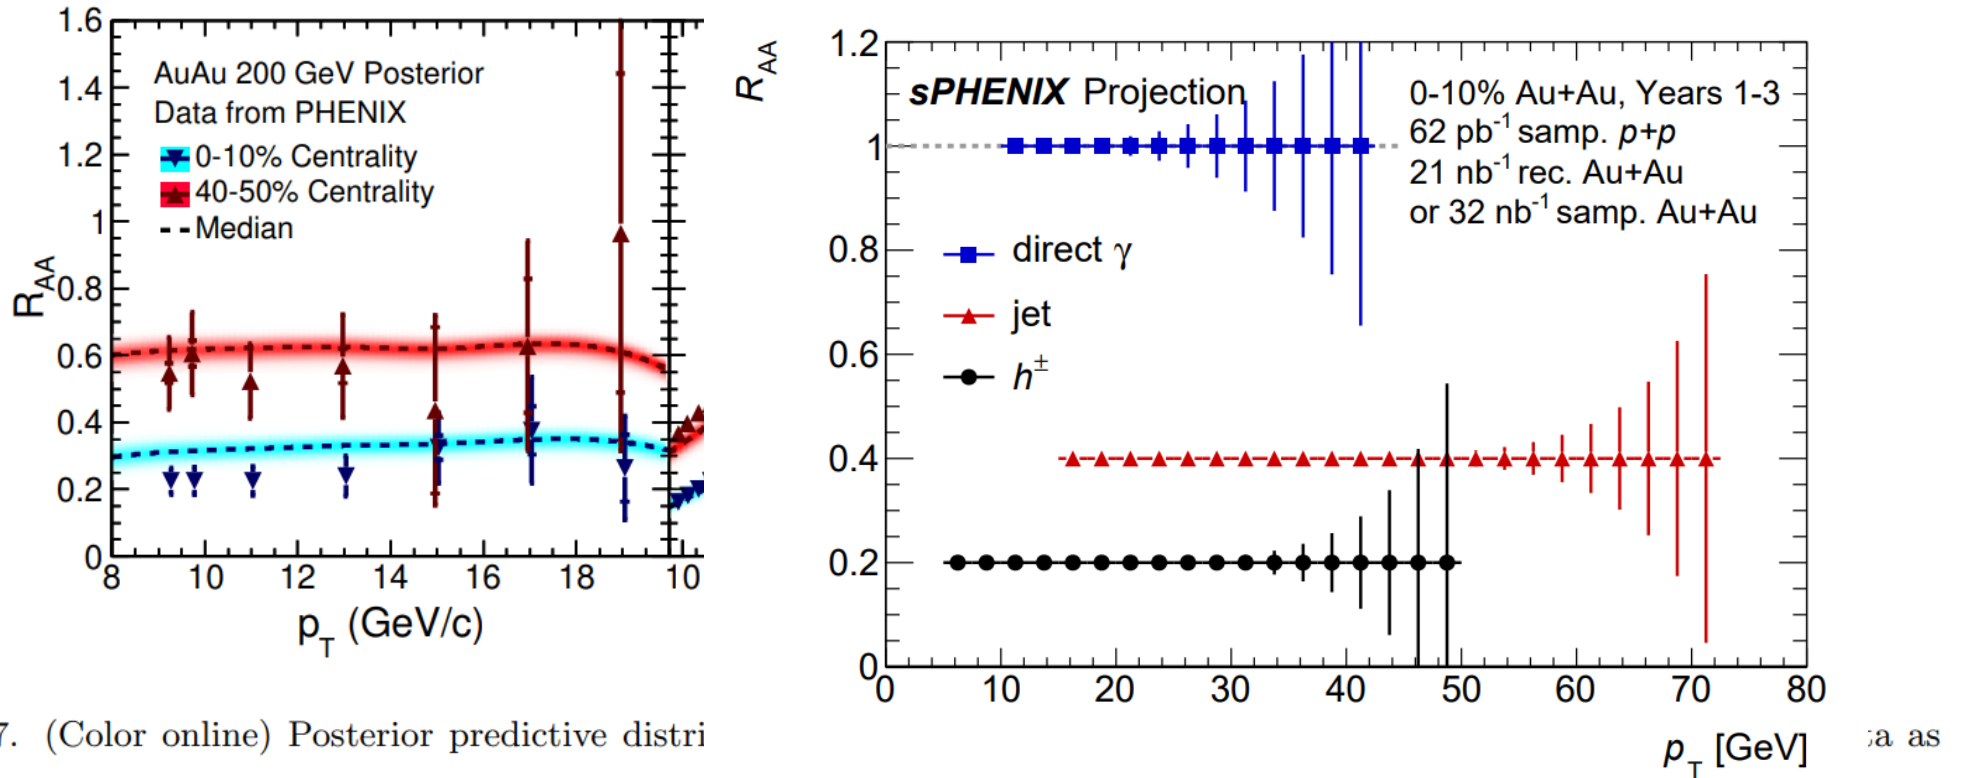 1.6
1.4
1.2
1
0.8
0.6
0.4
0.2
0
R_AA
AuAu 200 GeV Posterior
Data from PHENIX
0-10% Centrality
40-50% Centrality
Median
8 10 12 14 16 18 10
p_T (GeV/c)
7. (Color online) Posterior predictive distri
1.2
1
0.8
0.6
0.4
0.2
0
R_AA
sPHENIX Projection
0-10% Au+Au, Years 1-3
62 pb⁻¹ samp. p+p
21 nb⁻¹ rec. Au+Au
or 32 nb⁻¹ samp. Au+Au
direct γ
jet
h±
0 10 20 30 40 50 60 70 80
p_T [GeV]
ta as